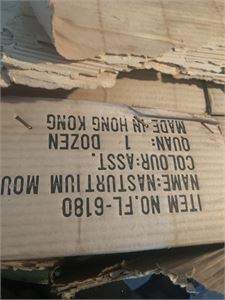 ITEM NO.FL-6180
NAME:NASTURTIUM MOU
COLOUR:ASST.
QUAN: 1 DOZEN
MADE IN HONG KONG